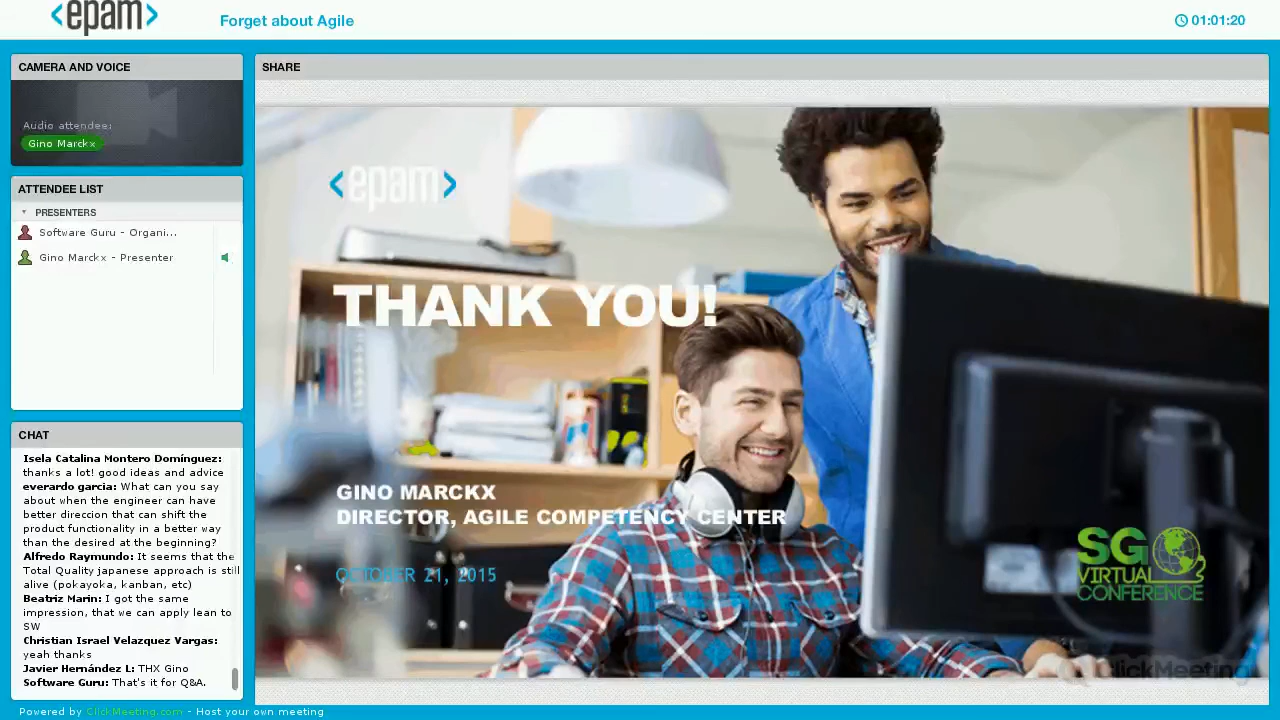 <epam>
Forget about Agile
01:01:20
CAMERA AND VOICE
Audio attendee:
Gino Marckx
ATTENDEE LIST
PRESENTERS
Software Guru - Organi...
Gino Marckx - Presenter
CHAT
Isela Catalina Montero Domínguez:
thanks a lot! good ideas and advice
everardo garcia: What can you say
about when the engineer can have
better direccion that can shift the
product functionality in a better way
than the desired at the beginning?
Alfredo Raymundo: It seems that the
Total Quality japanese approach is still
alive (pokayoka, kanban, etc)
Beatriz Marin: I got the same
impression, that we can apply lean to
SW
Christian Israel Velazquez Vargas:
yeah thanks
Javier Hernández L: THX Gino
Software Guru: That's it for Q&A.
SHARE
<epam>
THANK YOU!
GINO MARCKX
DIRECTOR, AGILE COMPETENCY CENTER
OCTOBER 21, 2015
SG
VIRTUAL
CONFERENCE
ClickMeeting
Powered by ClickMeeting.com - Host your own meeting